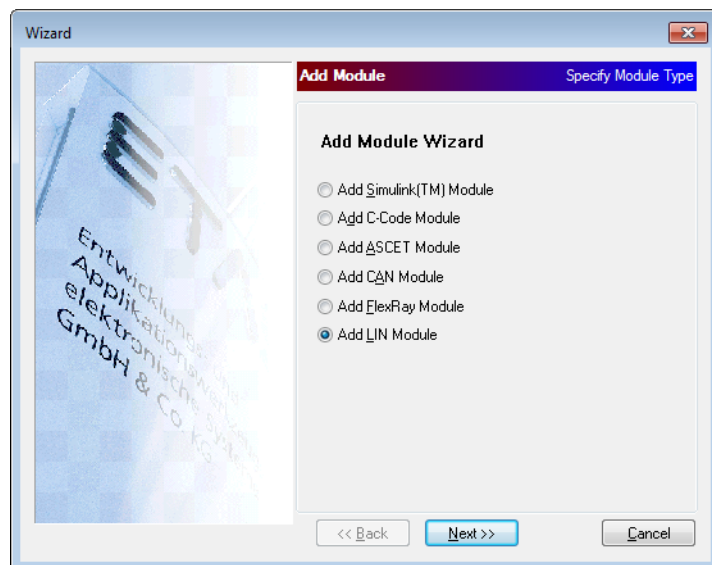 Wizard
Add Module
Specify Module Type
ET
Entwicklungs- und
Applikationswerkzeuge
elektronische Systeme
GmbH & Co. KG
Add Module Wizard
Add Simulink(TM) Module
Add C-Code Module
Add ASCET Module
Add CAN Module
Add FlexRay Module
Add LIN Module
<< Back
Next >>
Cancel